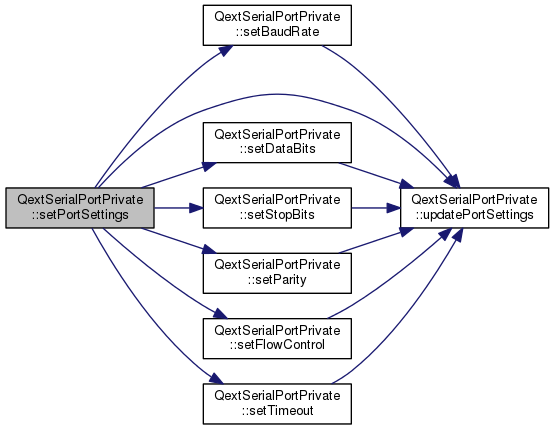 QextSerialPortPrivate
::setPortSettings
QextSerialPortPrivate
::setBaudRate
QextSerialPortPrivate
::setDataBits
QextSerialPortPrivate
::setStopBits
QextSerialPortPrivate
::setParity
QextSerialPortPrivate
::setFlowControl
QextSerialPortPrivate
::setTimeout
QextSerialPortPrivate
::updatePortSettings